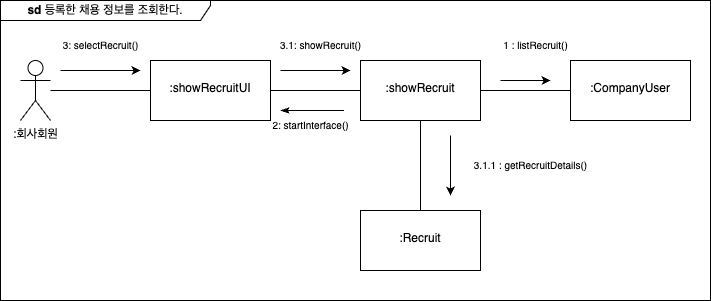 sd 등록한 채용 정보를 조회한다.
3: selectRecruit()
3.1: showRecruit()
1 : listRecruit()
:showRecruitUI
:showRecruit
:CompanyUser
2: startInterface()
:회사회원
3.1.1 : getRecruitDetails()
:Recruit